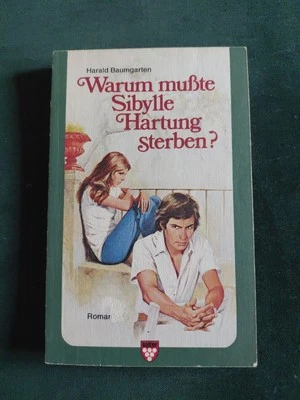 Harald Baumgarten
Warum mußte
Sibylle
Hartung
sterben?
Roman